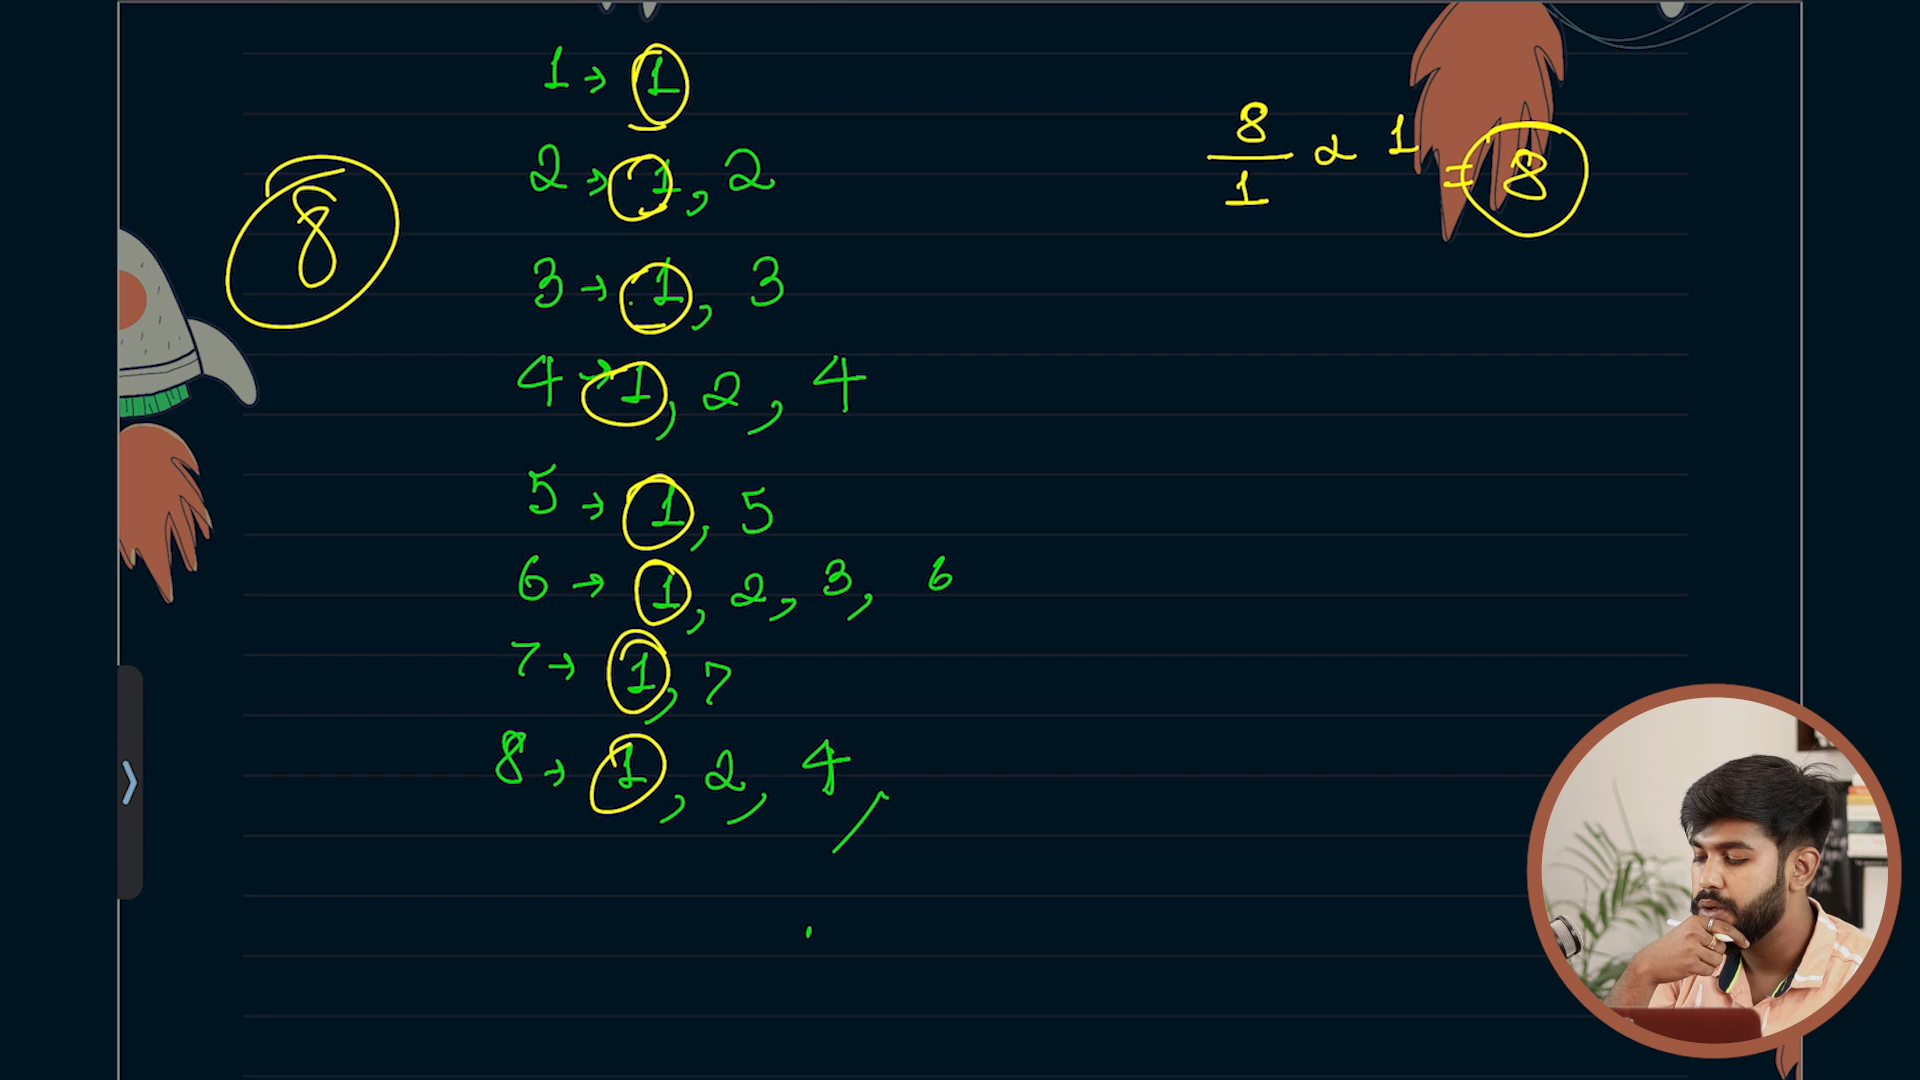 1 → 1
2 → 1, 2
3 → 1, 3
4 → 1, 2, 4
5 → 1, 5
6 → 1, 2, 3, 6
7 → 1, 7
8 → 1, 2, 4,
8
8/1 × 1 = 8